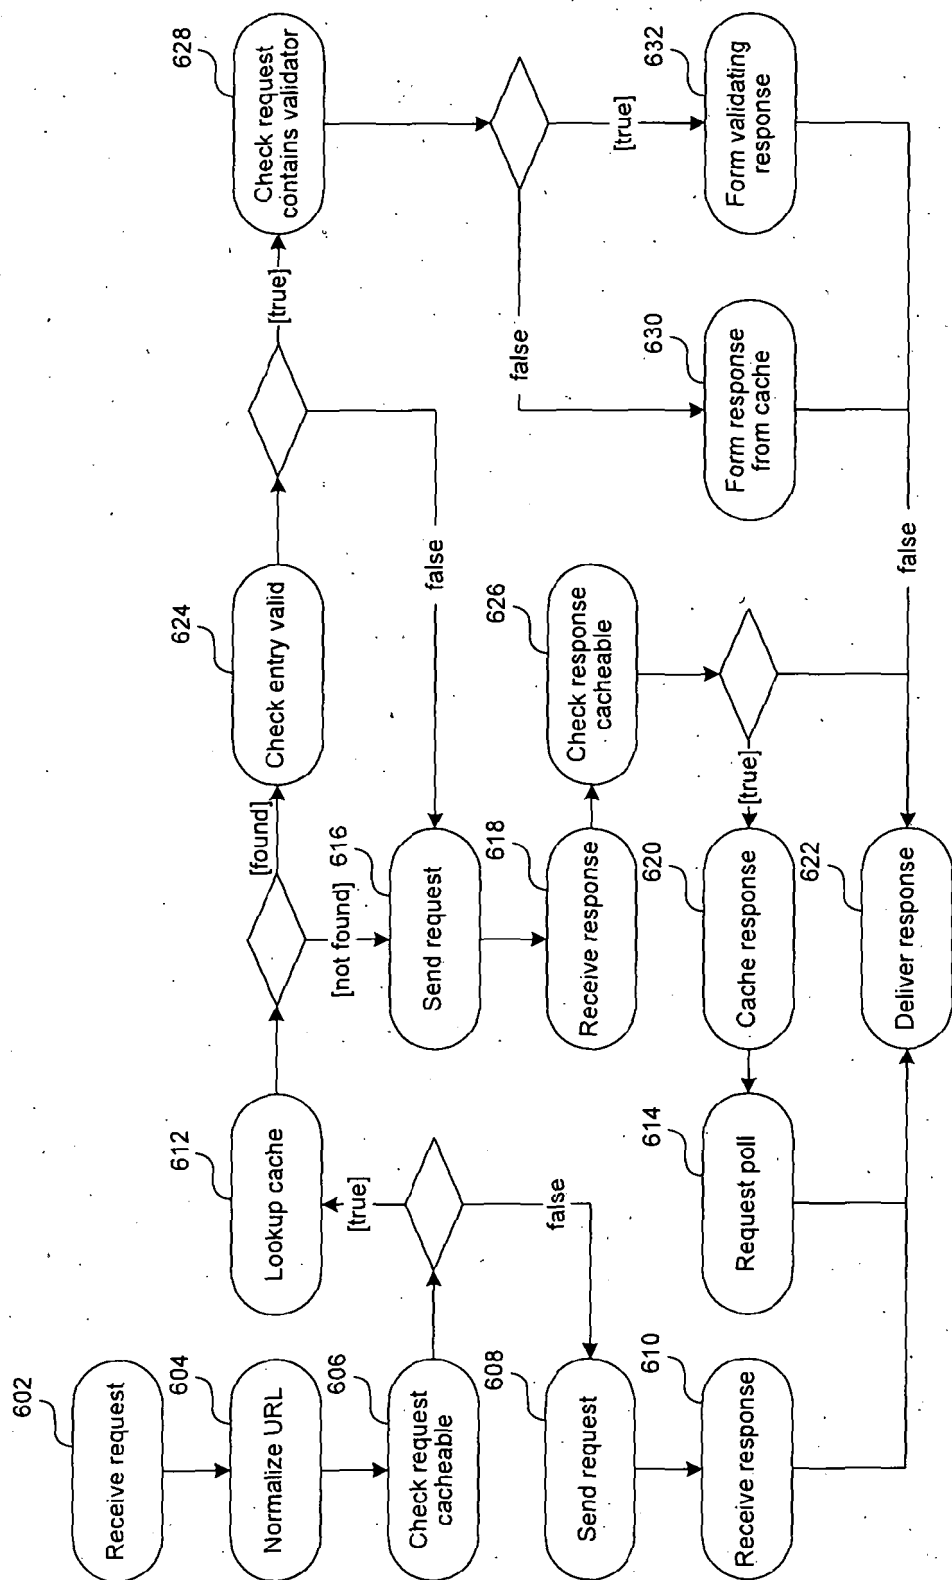 602
Receive request
604
Normalize URL
606
Check request
cacheable
[true]
false
608
Send request
610
Receive response
612
Lookup cache
[found]
[not found]
616
Send request
618
Receive response
614
Request poll
620
Cache response
622
Deliver response
624
Check entry valid
[true]
false
626
Check response
cacheable
[true]
false
628
Check request
contains validator
false
[true]
630
Form response
from cache
632
Form validating
response